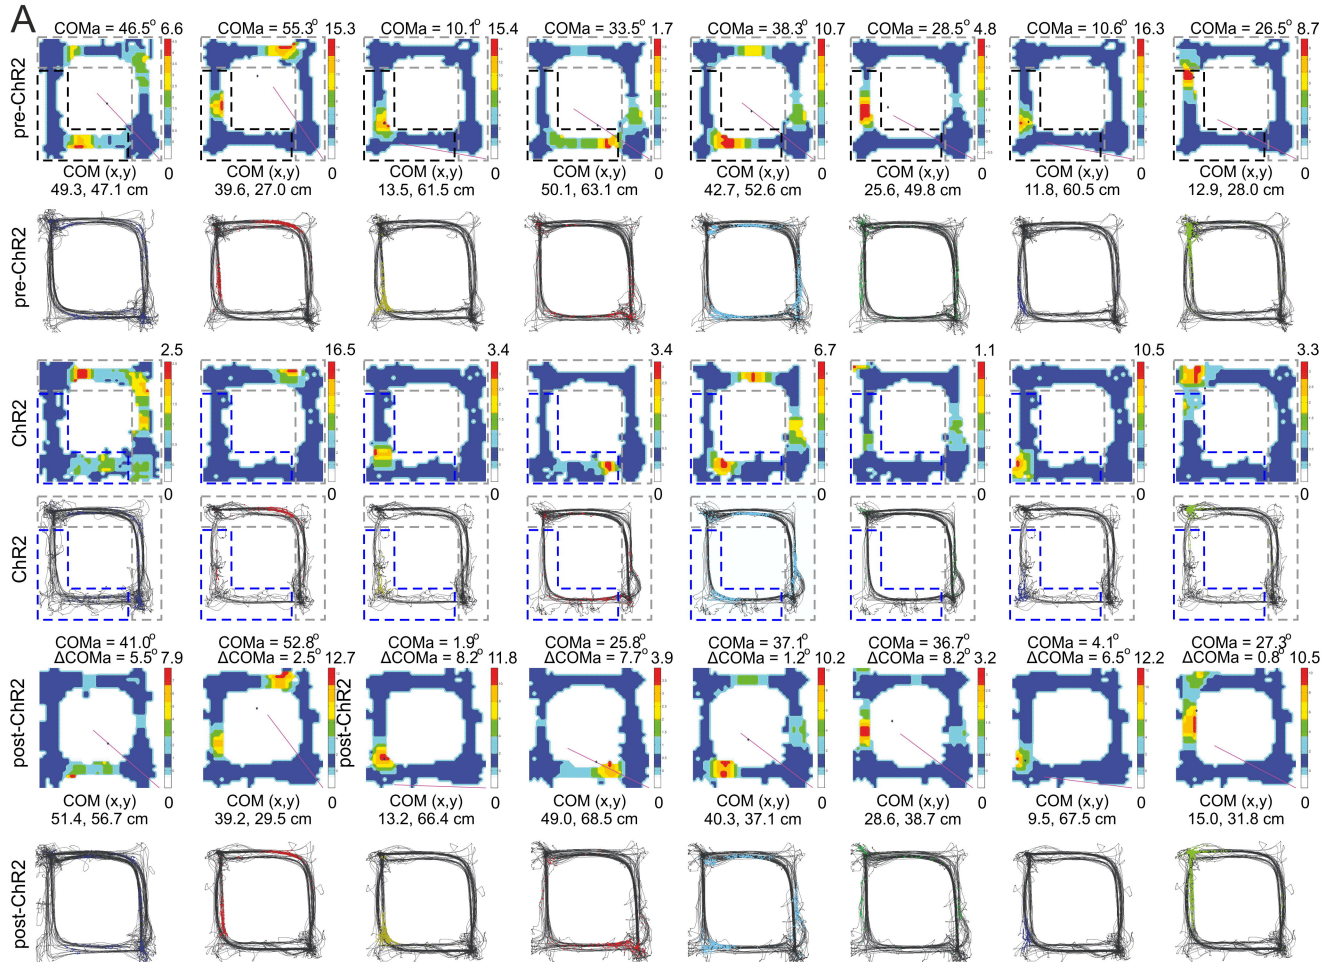 A
COMa = 46.5° 6.6 COMa = 55.3° 15.3 COMa = 10.1° 15.4 COMa = 33.5° 1.7 COMa = 38.3° 10.7 COMa = 28.5° 4.8 COMa = 10.6° 16.3 COMa = 26.5° 8.7
pre-ChR2
0 0 0 0 0 0 0 0
COM (x,y) COM (x,y) COM (x,y) COM (x,y) COM (x,y) COM (x,y) COM (x,y) COM (x,y)
49.3, 47.1 cm 39.6, 27.0 cm 13.5, 61.5 cm 50.1, 63.1 cm 42.7, 52.6 cm 25.6, 49.8 cm 11.8, 60.5 cm 12.9, 28.0 cm
pre-ChR2
2.5 16.5 3.4 3.4 6.7 1.1 10.5 3.3
ChR2
0 0 0 0 0 0 0 0
ChR2
COMa = 41.0° COMa = 52.8° COMa = 1.9° COMa = 25.8° COMa = 37.1° COMa = 36.7° COMa = 4.1° COMa = 27.3°
ΔCOMa = 5.5° 7.9 ΔCOMa = 2.5° 12.7 ΔCOMa = 8.2° 11.8 ΔCOMa = 7.7° 3.9 ΔCOMa = 1.2° 10.2 ΔCOMa = 8.2° 3.2 ΔCOMa = 6.5° 12.2 ΔCOMa = 0.8° 10.5
post-ChR2 post-ChR2
0 0 0 0 0 0 0 0
COM (x,y) COM (x,y) COM (x,y) COM (x,y) COM (x,y) COM (x,y) COM (x,y) COM (x,y)
51.4, 56.7 cm 39.2, 29.5 cm 13.2, 66.4 cm 49.0, 68.5 cm 40.3, 37.1 cm 28.6, 38.7 cm 9.5, 67.5 cm 15.0, 31.8 cm
post-ChR2